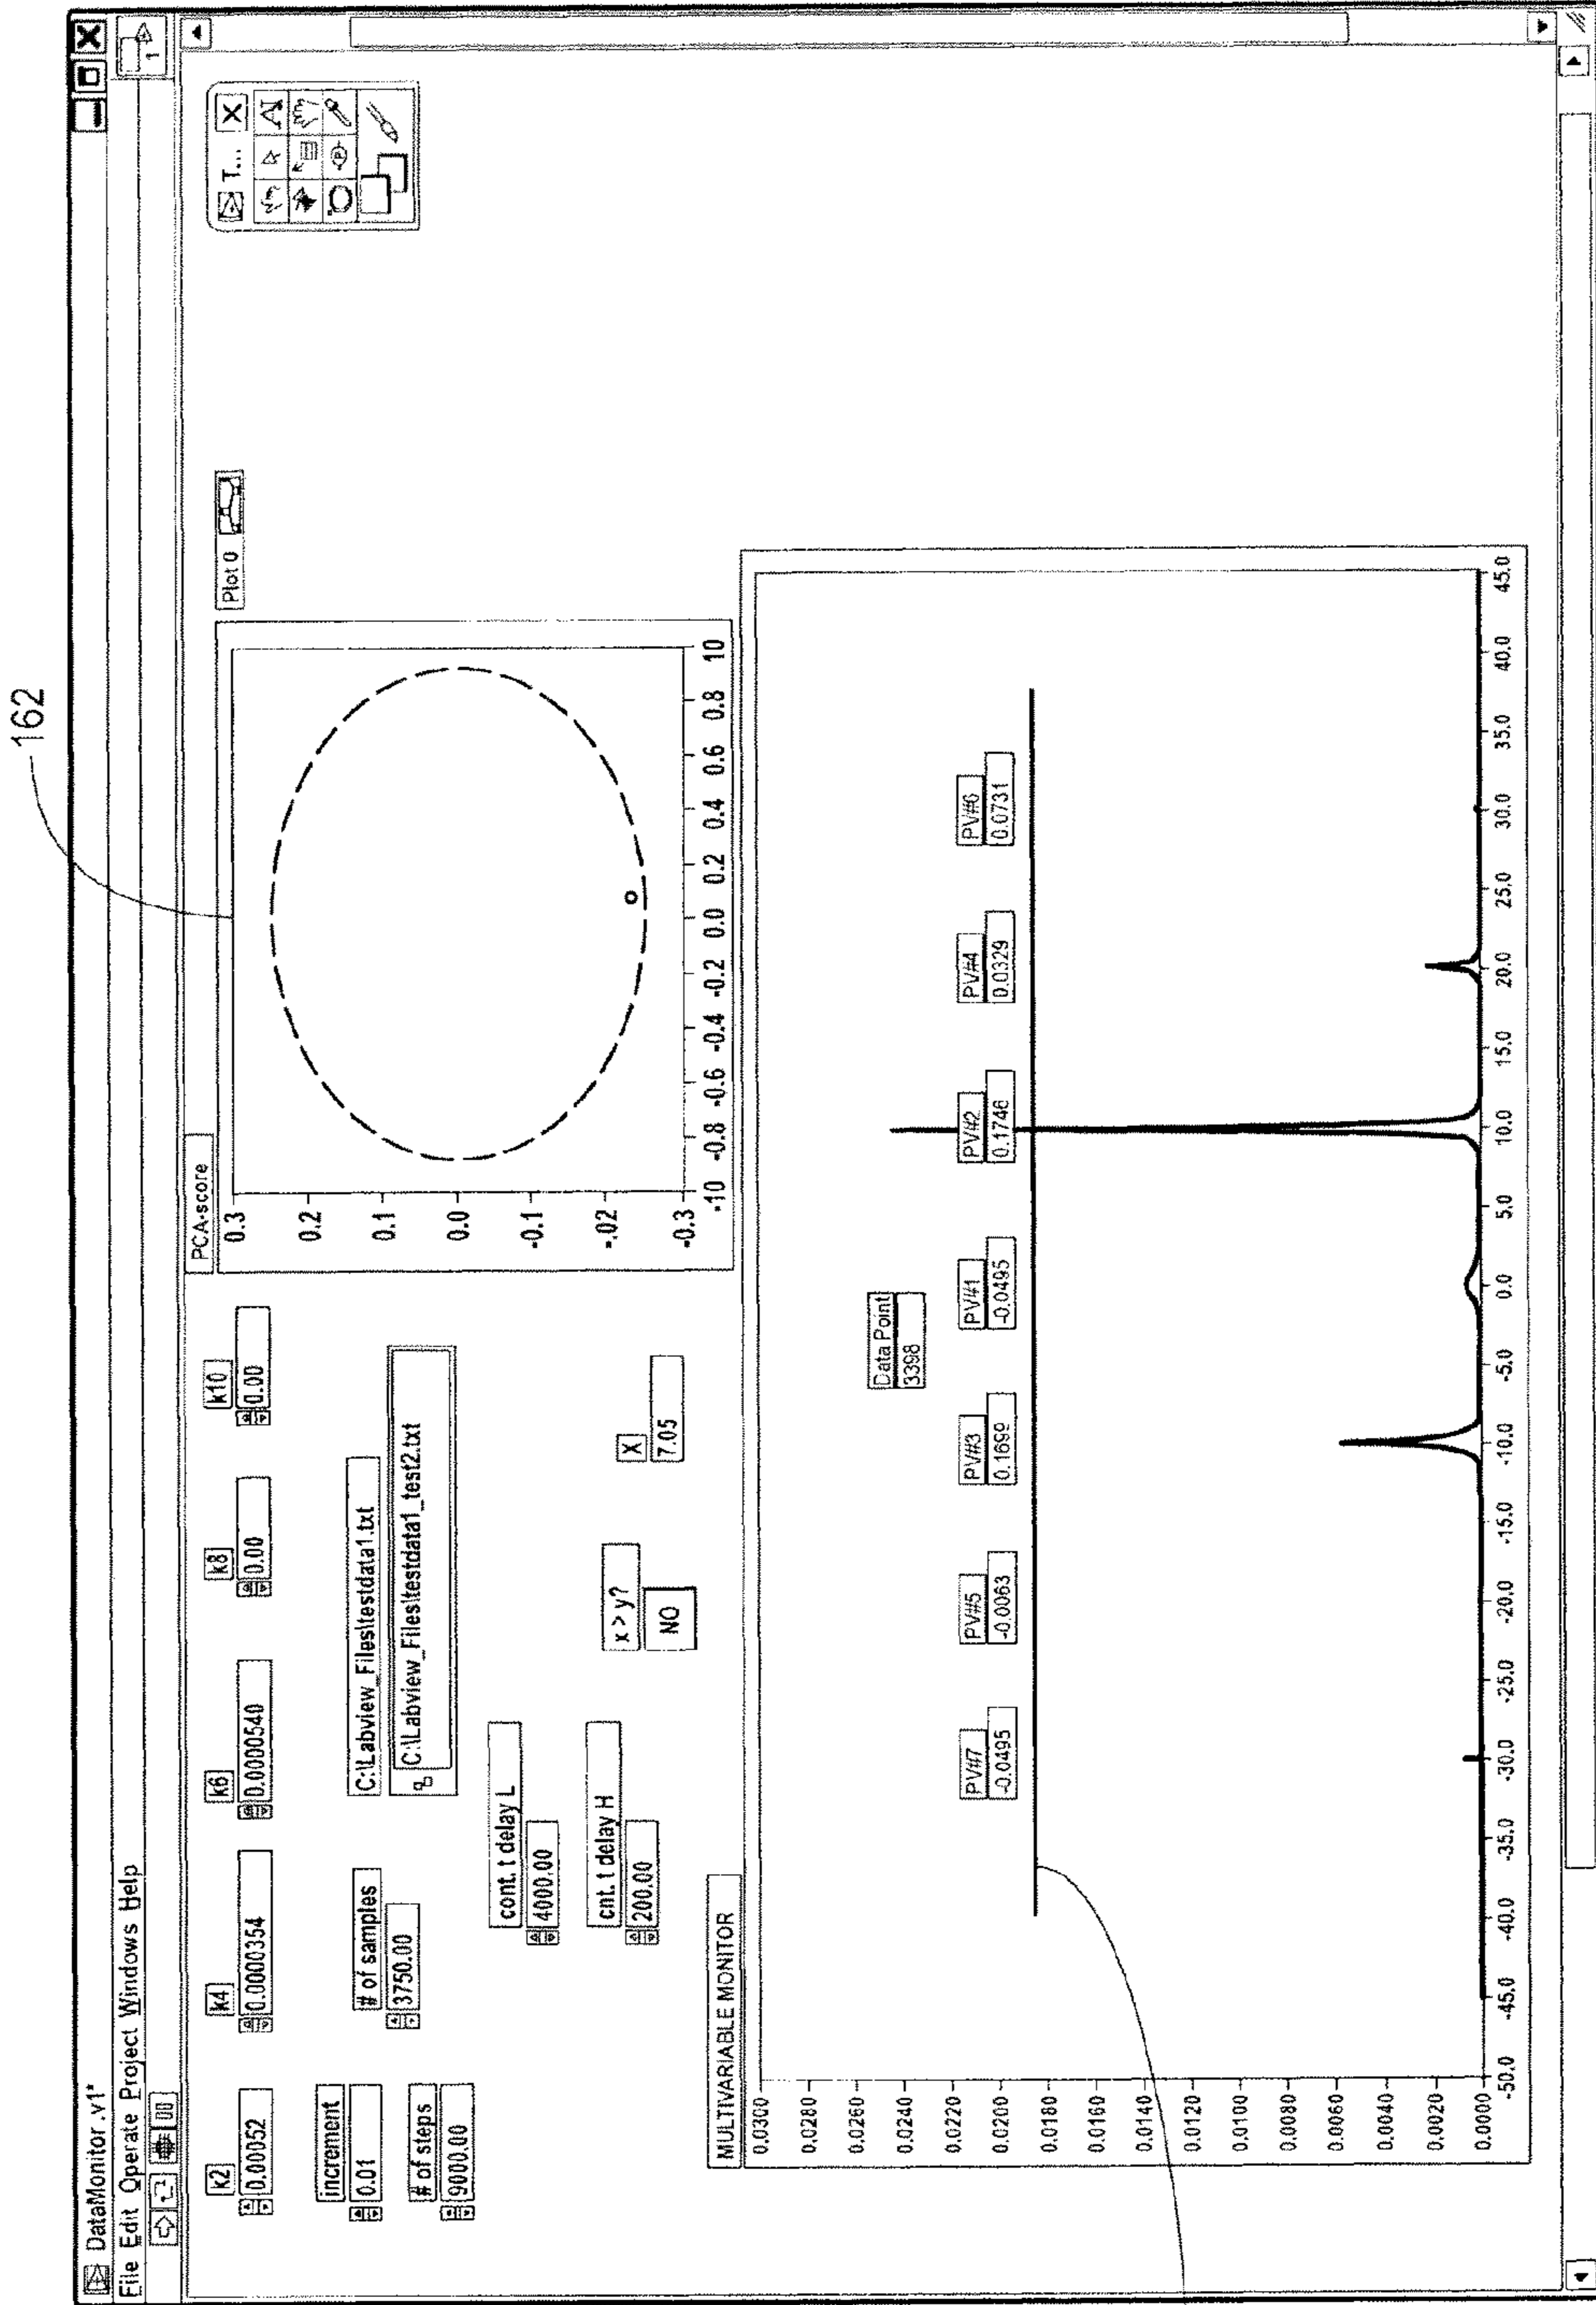 162
DataMonitor .v1*
File Edit Operate Project Windows Help
1
k2
0.00052
k4
0.0000354
k6
0.0000540
k8
0.00
k10
0.00
increment
0.01
# of samples
3750.00
C:\Labview_Files\testdata1.txt
C:\Labview_Files\testdata1_test2.txt
# of steps
9000.00
cont. t delay L
4000.00
cnt. t delay H
200.00
x > y?
NO
X
7.05
PCA-score
0.3
0.2
0.1
0.0
-0.1
-.02
-0.3
-10 -0.8 -0.6 -0.4 -0.2 0.0 0.2 0.4 0.6 0.8 10
Plot 0
T...
MULTIVARIABLE MONITOR
0.0300
0.0280
0.0260
0.0240
0.0220
0.0200
0.0180
0.0160
0.0140
0.0120
0.0100
0.0080
0.0060
0.0040
0.0020
0.0000
Data Point
3398
PV#7 PV#5 PV#3 PV#1 PV#2 PV#4 PV#6
-0.0495 -0.0063 0.1699 -0.0495 0.1746 0.0329 0.0731
-50.0 -45.0 -40.0 -35.0 -30.0 -25.0 -20.0 -15.0 -10.0 -5.0 0.0 5.0 10.0 15.0 20.0 25.0 30.0 35.0 40.0 45.0